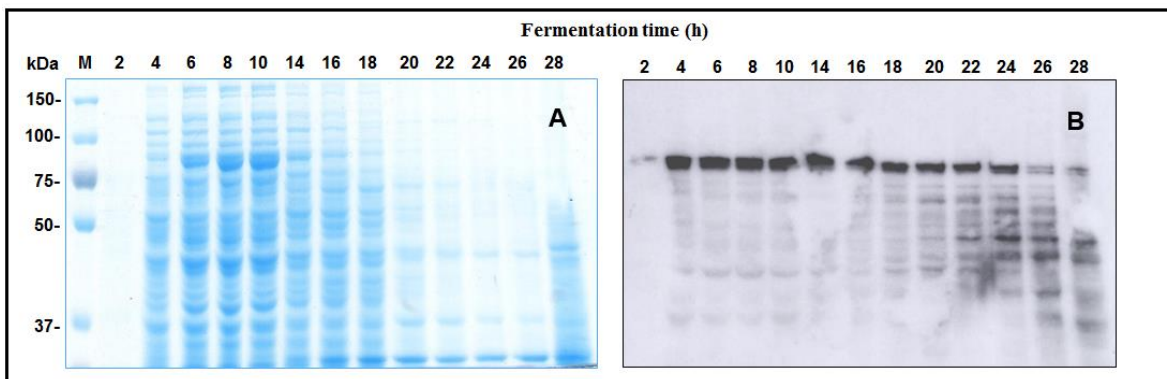 Fermentation time (h)
kDa M 2 4 6 8 10 14 16 18 20 22 24 26 28
2 4 6 8 10 14 16 18 20 22 24 26 28
150-
A
B
100-
75-
50-
37-